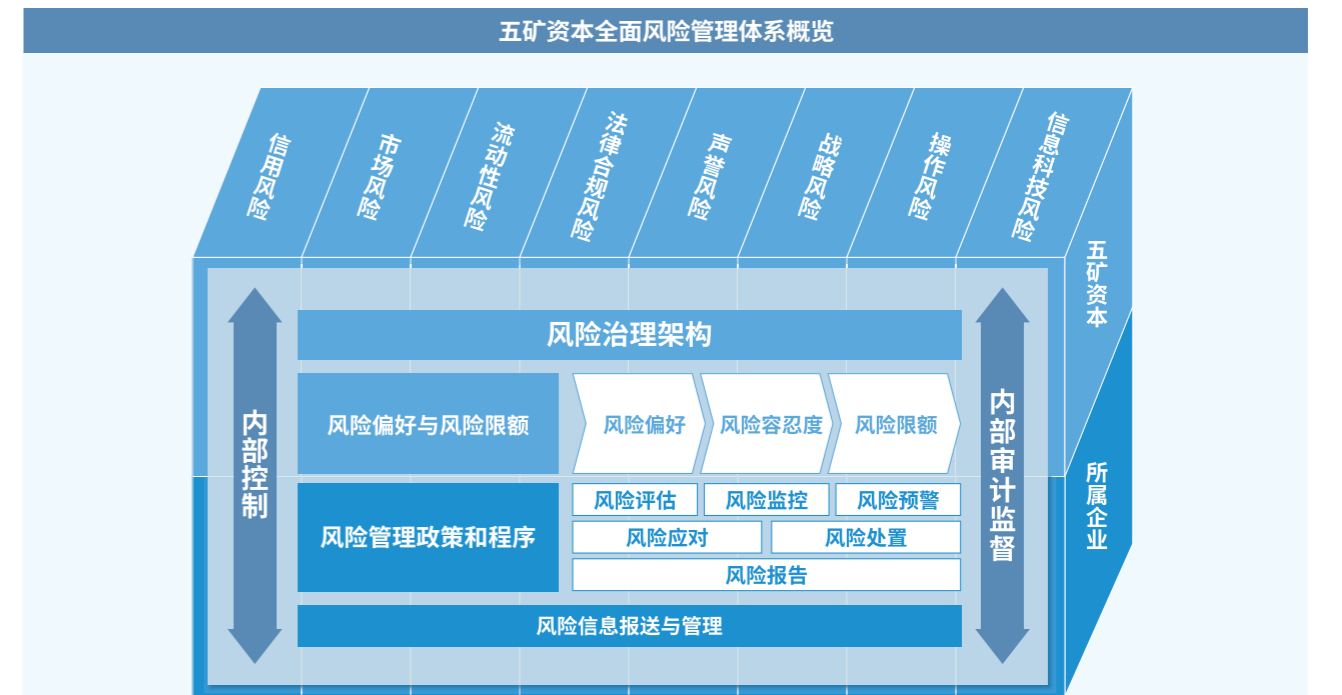 五矿资本全面风险管理体系概览
信用风险
市场风险
流动性风险
法律合规风险
声誉风险
战略风险
操作风险
信息科技风险
五矿资本
所属企业
内部控制
风险治理架构
风险偏好与风险限额
风险偏好
风险容忍度
风险限额
风险管理政策和程序
风险评估
风险监控
风险预警
风险应对
风险处置
风险报告
风险信息报送与管理
内部审计监督